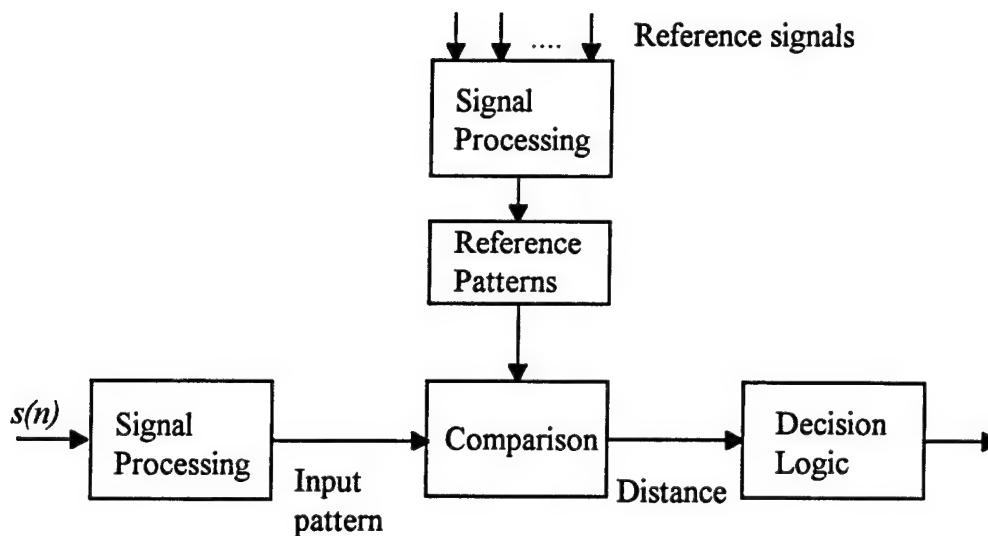 .... Reference signals
Signal
Processing
Reference
Patterns
s(n)
Signal
Processing
Input
pattern
Comparison
Distance
Decision
Logic